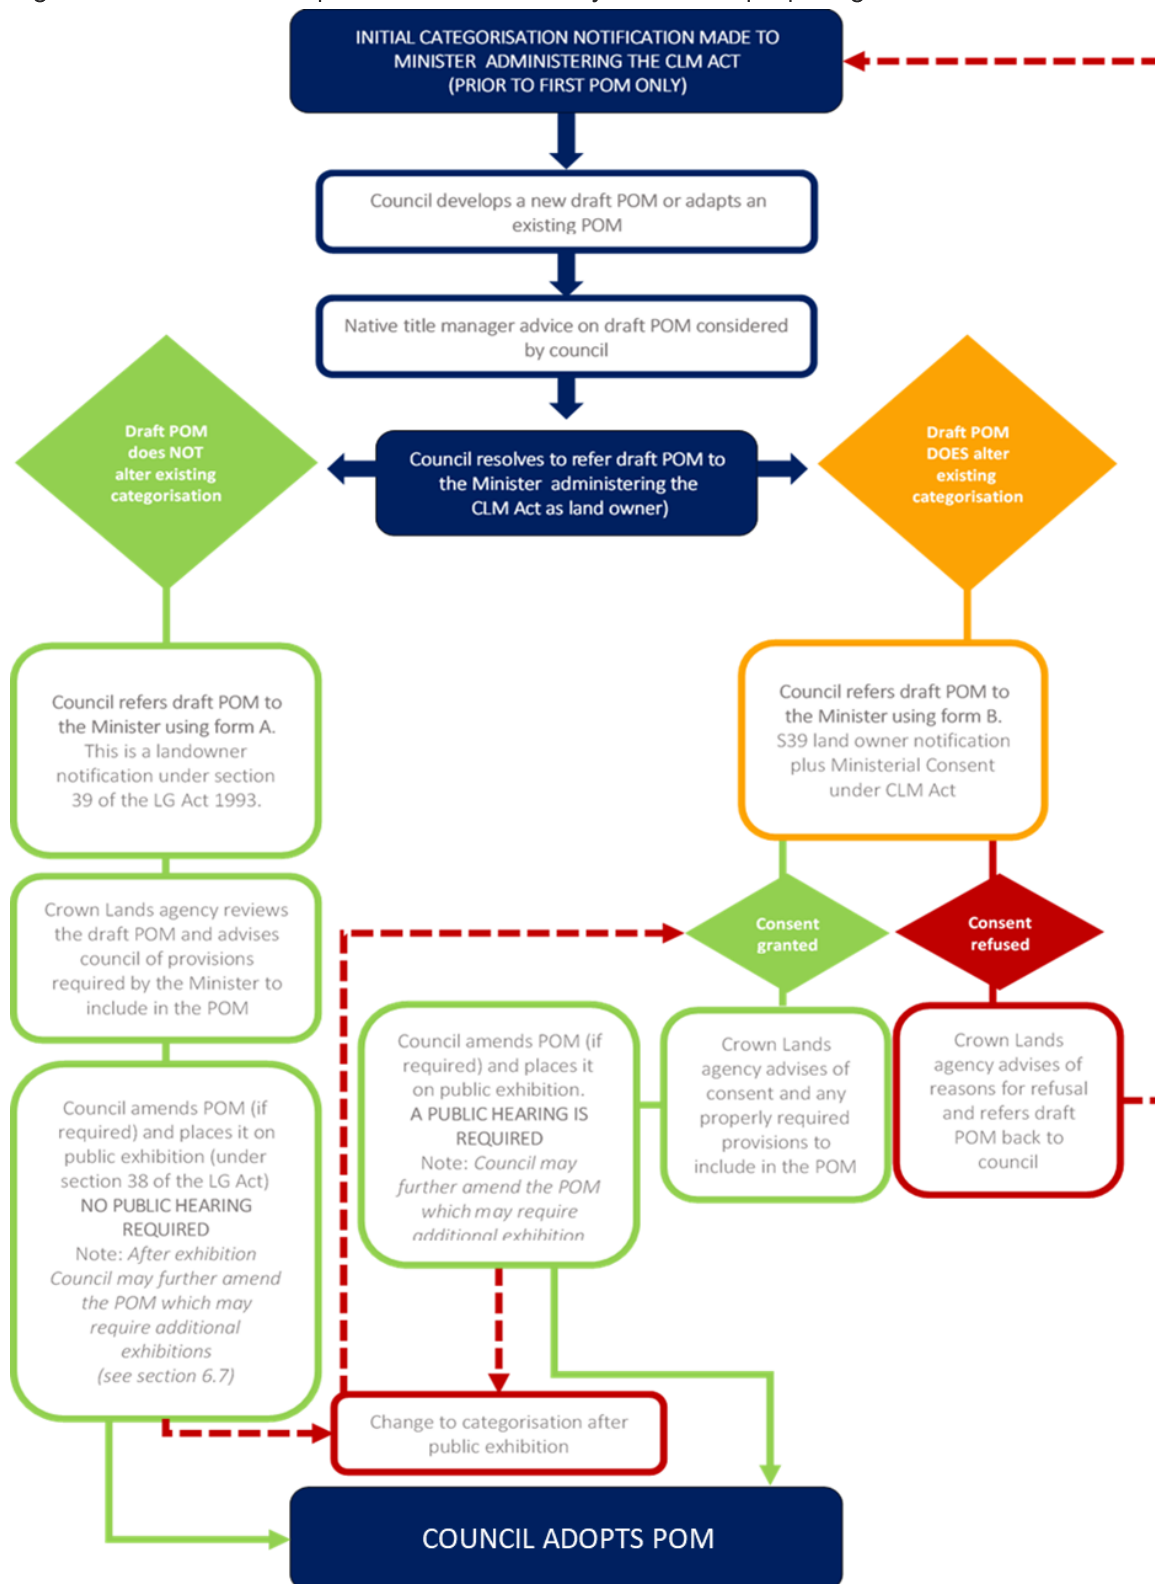 INITIAL CATEGORISATION NOTIFICATION MADE TO
MINISTER ADMINISTERING THE CLM ACT
(PRIOR TO FIRST POM ONLY)
Council develops a new draft POM or adapts an
existing POM
Native title manager advice on draft POM considered
by council
Council resolves to refer draft POM to
the Minister administering the
CLM Act as land owner)
Draft POM
does NOT
alter existing
categorisation
Draft POM
DOES alter
existing
categorisation
Council refers draft POM to
the Minister using form A.
This is a landowner
notification under section
39 of the LG Act 1993.
Crown Lands agency reviews
the draft POM and advises
council of provisions
required by the Minister to
include in the POM
Council amends POM (if
required) and places it on
public exhibition (under
section 38 of the LG Act)
NO PUBLIC HEARING
REQUIRED
Note: After exhibition
Council may further amend
the POM which may
require additional
exhibitions
(see section 6.7)
Council refers draft POM to
the Minister using form B.
S39 land owner notification
plus Ministerial Consent
under CLM Act
Consent
granted
Consent
refused
Crown Lands
agency advises of
consent and any
properly required
provisions to
include in the POM
Crown Lands
agency advises of
reasons for refusal
and refers draft
POM back to
council
Council amends POM (if
required) and places it
on public exhibition.
A PUBLIC HEARING IS
REQUIRED
Note: Council may
further amend the POM
which may require
additional exhibition
Change to categorisation after
public exhibition
COUNCIL ADOPTS POM